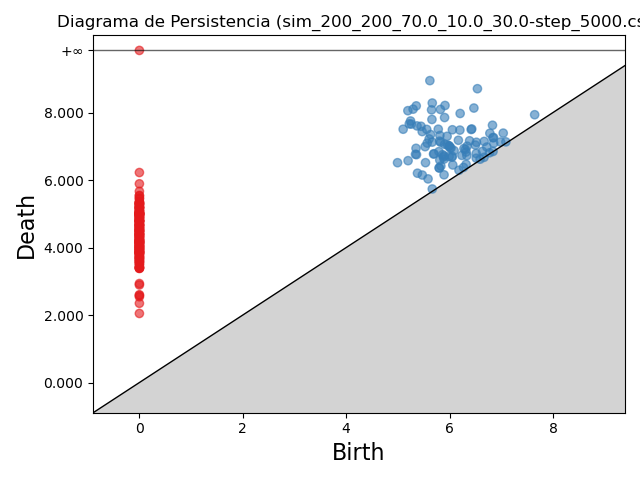 Diagrama de Persistencia (sim_200_200_70.0_10.0_30.0-step_5000.cs
+∞
8.000
6.000
4.000
2.000
0.000
Death
0 2 4 6 8
Birth